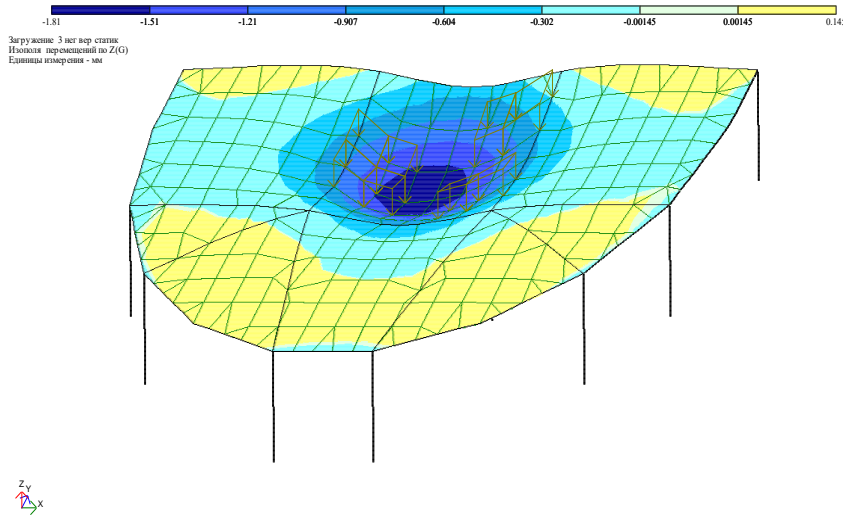 -1.81 -1.51 -1.21 -0.907 -0.604 -0.302 -0.00145 0.00145
Загружение 3 нег вер статик
Изополя перемещений по Z(G)
Единицы измерения - мм
Z
Y
X